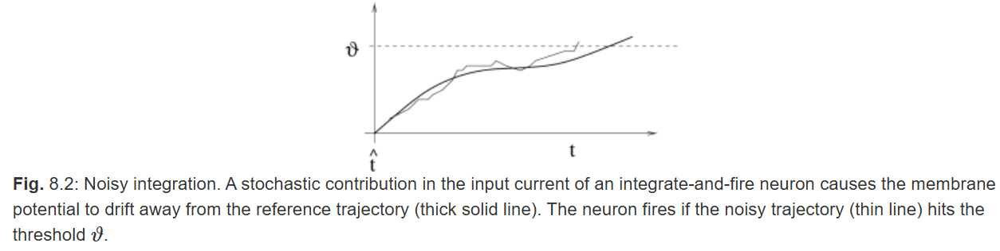 ϑ
t
^
t
Fig. 8.2: Noisy integration. A stochastic contribution in the input current of an integrate-and-fire neuron causes the membrane
potential to drift away from the reference trajectory (thick solid line). The neuron fires if the noisy trajectory (thin line) hits the
threshold ϑ.